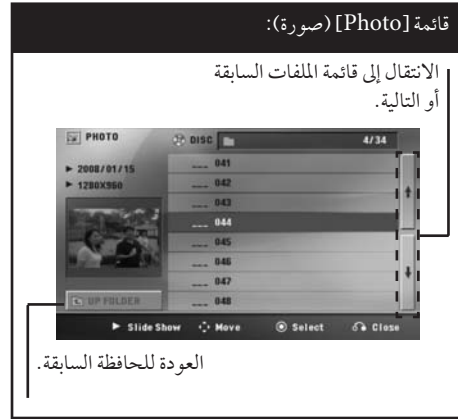 قائمة [Photo] (صورة):
الانتقال إلى قائمة الملفات السابقة
أو التالية.
PHOTO
DISC
4/34
2008/01/15
1280X960
041
042
043
044
045
046
047
048
UP FOLDER
Slide Show Move Select Close
العودة للحافظة السابقة.